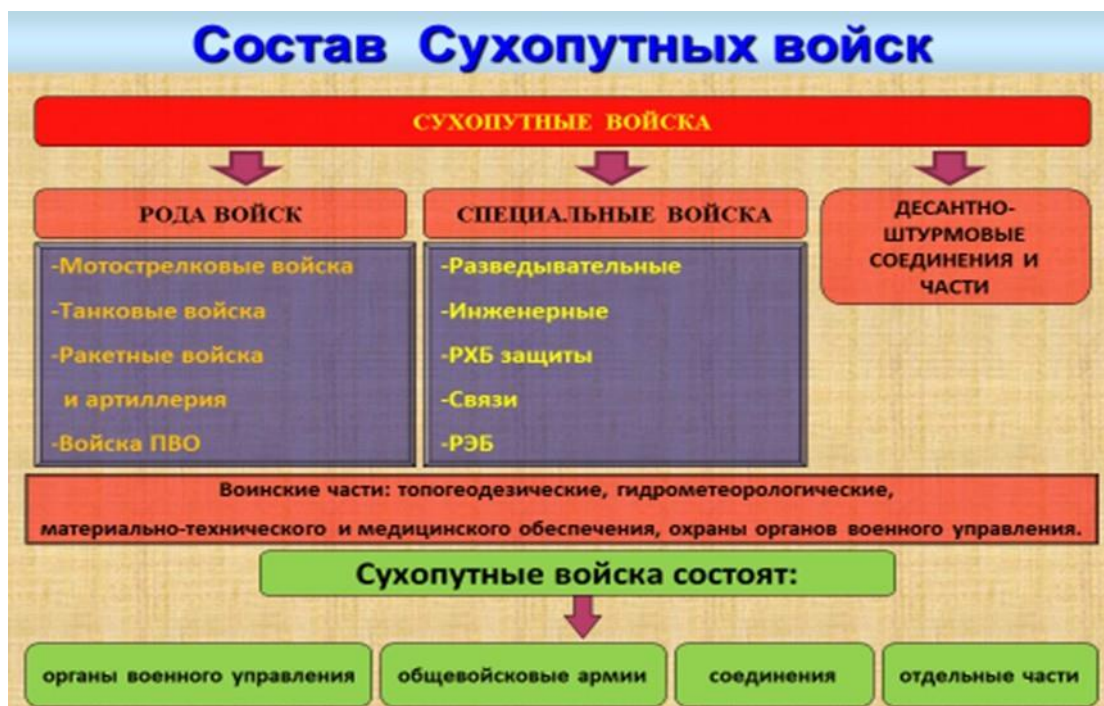 Состав Сухопутных войск
СУХОПУТНЫЕ ВОЙСКА
РОДА ВОЙСК
-Мотострелковые войска
-Танковые войска
-Ракетные войска
и артиллерия
-Войска ПВО
СПЕЦИАЛЬНЫЕ ВОЙСКА
-Разведывательные
-Инженерные
-РХБ защиты
-Связи
-РЭБ
ДЕСАНТНО-
ШТУРМОВЫЕ
СОЕДИНЕНИЯ И
ЧАСТИ
Воинские части: топогеодезические, гидрометеорологические,
материально-технического и медицинского обеспечения, охраны органов военного управления.
Сухопутные войска состоят:
органы военного управления
общевойсковые армии
соединения
отдельные части